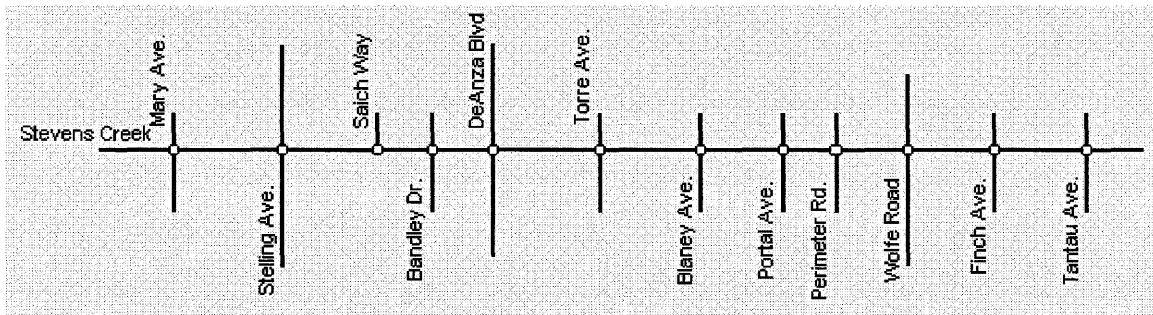 Stevens Creek
Mary Ave.
Stelling Ave.
Saich Way
Bandley Dr.
DeAnza Blvd
Torre Ave.
Blaney Ave.
Portal Ave.
Perimeter Rd.
Wolfe Road
Finch Ave.
Tantau Ave.